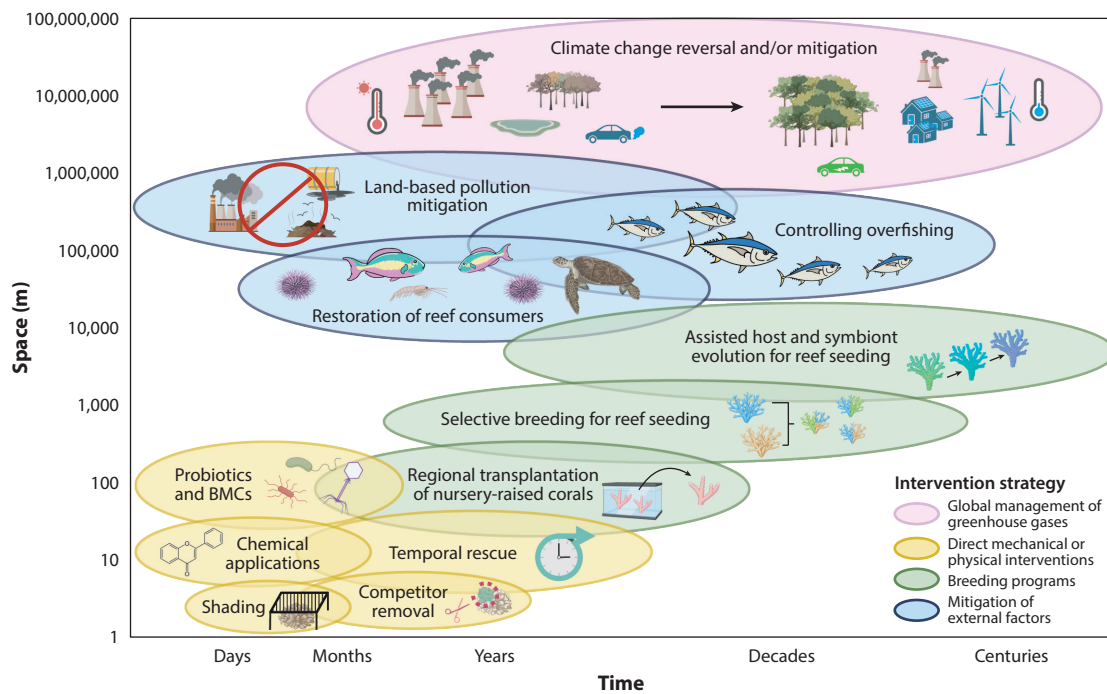 100,000,000
10,000,000
1,000,000
100,000
10,000
1,000
100
10
1
Space (m)
Climate change reversal and/or mitigation
Land-based pollution
mitigation
Controlling overfishing
Restoration of reef consumers
Assisted host and symbiont
evolution for reef seeding
Selective breeding for reef seeding
Probiotics
and BMCs
Regional transplantation
of nursery-raised corals
Chemical
applications
Temporal rescue
Shading
Competitor
removal
Intervention strategy
Global management of
greenhouse gases
Direct mechanical or
physical interventions
Breeding programs
Mitigation of
external factors
Days
Months
Years
Decades
Centuries
Time